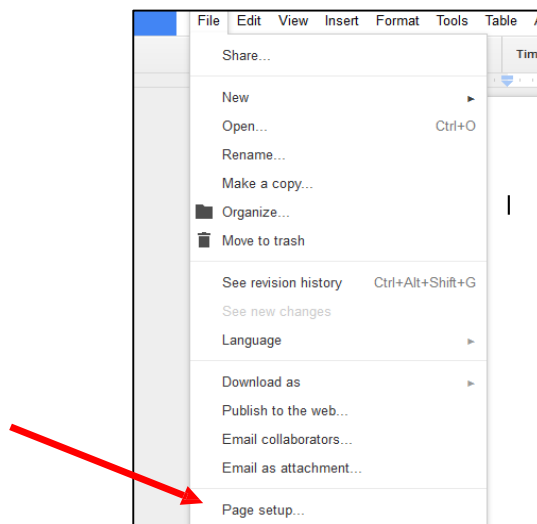 File Edit View Insert Format Tools Table
Tim
Share...
New
Open... Ctrl+O
Rename...
Make a copy...
Organize...
Move to trash
See revision history Ctrl+Alt+Shift+G
See new changes
Language
Download as
Publish to the web...
Email collaborators...
Email as attachment...
Page setup...